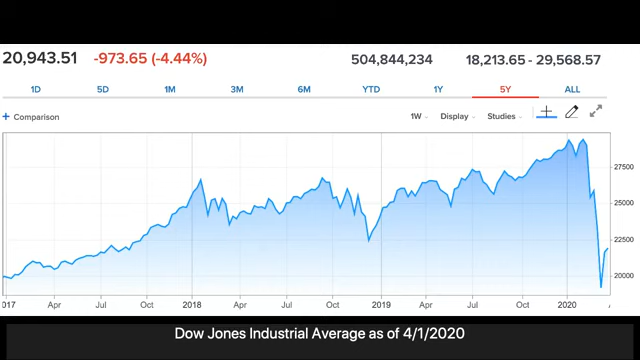 20,943.51 -973.65 (-4.44%) 504,844,234 18,213.65 - 29,568.57
1D 5D 1M 3M 6M YTD 1Y 5Y ALL
+ Comparison 1W Display Studies
27500
25000
22500
20000
2017 Apr Jul Oct 2018 Apr Jul Oct 2019 Apr Jul Oct 2020
Dow Jones Industrial Average as of 4/1/2020